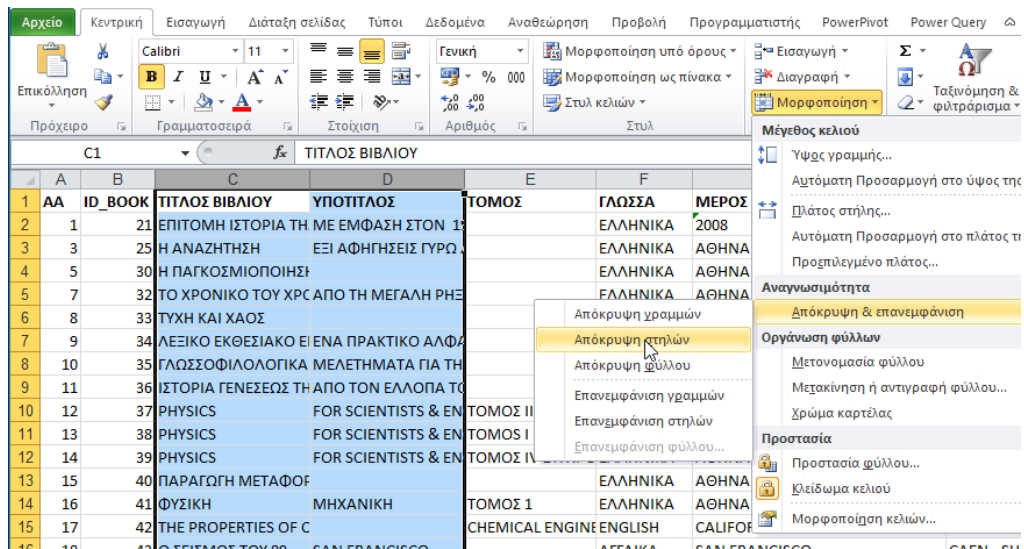 Αρχείο Κεντρική Εισαγωγή Διάταξη σελίδας Τύποι Δεδομένα Αναθεώρηση Προβολή Προγραμματιστής PowerPivot Power Query
Calibri 11 Γενική Μορφοποίηση υπό όρους Εισαγωγή Σ
Επικόλληση B I U A A % 000 Μορφοποίηση ως πίνακα Διαγραφή Ταξινόμηση &
A Στυλ κελιών Μορφοποίηση φιλτράρισμα
Πρόχειρο Γραμματοσειρά Στοίχιση Αριθμός Στυλ
C1 fx ΤΙΤΛΟΣ ΒΙΒΛΙΟΥ
A B C D E F
1 ΑΑ ID_BOOK ΤΙΤΛΟΣ ΒΙΒΛΙΟΥ ΥΠΟΤΙΤΛΟΣ ΤΟΜΟΣ ΓΛΩΣΣΑ ΜΕΡΟΣ
2 1 21 ΕΠΙΤΟΜΗ ΙΣΤΟΡΙΑ ΤΗ ΜΕ ΕΜΦΑΣΗ ΣΤΟΝ 19 ΕΛΛΗΝΙΚΑ 2008
3 3 25 Η ΑΝΑΖΗΤΗΣΗ ΕΞΙ ΑΦΗΓΗΣΕΙΣ ΓΥΡΩ ΕΛΛΗΝΙΚΑ ΑΘΗΝΑ
4 5 30 Η ΠΑΓΚΟΣΜΙΟΠΟΙΗΣΗ ΕΛΛΗΝΙΚΑ ΑΘΗΝΑ
5 7 32 ΤΟ ΧΡΟΝΙΚΟ ΤΟΥ ΧΡΟ ΑΠΟ ΤΗ ΜΕΓΑΛΗ ΡΗΞ ΕΛΛΗΝΙΚΑ ΑΘΗΝΑ
6 8 33 ΤΥΧΗ ΚΑΙ ΧΑΟΣ
7 9 34 ΛΕΞΙΚΟ ΕΚΘΕΣΙΑΚΟ ΕΙ ΕΝΑ ΠΡΑΚΤΙΚΟ ΑΛΦΑ
8 10 35 ΓΛΩΣΣΟΦΙΛΟΛΟΓΙΚΑ ΜΕΛΕΤΗΜΑΤΑ ΓΙΑ ΤΗ
9 11 36 ΙΣΤΟΡΙΑ ΓΕΝΕΣΕΩΣ ΤΗ ΑΠΟ ΤΟΝ ΕΛΛΟΠΑ ΤΟ
10 12 37 PHYSICS FOR SCIENTISTS & EN ΤΟΜΟΣ ΙΙ
11 13 38 PHYSICS FOR SCIENTISTS & EN ΤΟΜΟΣ Ι
12 14 39 PHYSICS FOR SCIENTISTS & EN ΤΟΜΟΣ IV
13 15 40 ΠΑΡΑΓΩΓΗ ΜΕΤΑΦΟΡ ΕΛΛΗΝΙΚΑ ΑΘΗΝΑ
14 16 41 ΦΥΣΙΚΗ ΜΗΧΑΝΙΚΗ ΤΟΜΟΣ 1 ΕΛΛΗΝΙΚΑ ΑΘΗΝΑ
15 17 42 THE PROPERTIES OF C CHEMICAL ENGINE ENGLISH CALIFOR
Μέγεθος κελιού
Ύψος γραμμής...
Αυτόματη Προσαρμογή στο ύψος της
Πλάτος στήλης...
Αυτόματη Προσαρμογή στο πλάτος τη
Προεπιλεγμένο πλάτος...
Αναγνωσιμότητα
Απόκρυψη & επανεμφάνιση
Οργάνωση φύλλων
Μετονομασία φύλλου
Μετακίνηση ή αντιγραφή φύλλου...
Χρώμα καρτέλας
Προστασία
Προστασία φύλλου...
Κλείδωμα κελιού
Μορφοποίηση κελιών...
Απόκρυψη γραμμών
Απόκρυψη στηλών
Απόκρυψη φύλλου
Επανεμφάνιση γραμμών
Επανεμφάνιση στηλών
Επανεμφάνιση φύλλου...